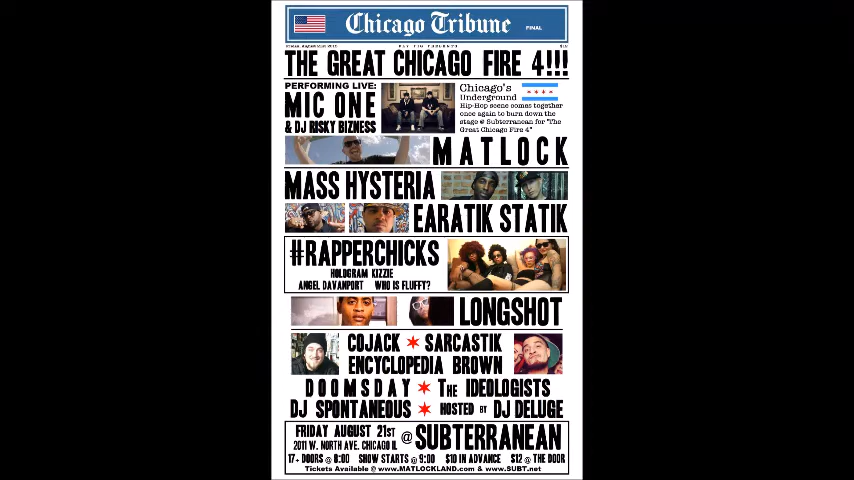 Chicago Tribune
FINAL
THE GREAT CHICAGO FIRE 4!!!
PERFORMING LIVE:
MIC ONE
& DJ RISKY BIZNESS
Chicago's
Underground
Hip-Hop scene comes together
once again to burn down the
stage @ Subterranean for "The
Great Chicago Fire 4"
MATLOCK
MASS HYSTERIA
EARATIK STATIK
#RAPPERCHICKS
HOLOGRAM KIZZIE
ANGEL DAVANPORT WHO IS FLUFFY?
LONGSHOT
COJACK ✶ SARCASTIK
ENCYCLOPEDIA BROWN
DOOMSDAY ✶ THE IDEOLOGISTS
DJ SPONTANEOUS ✶ HOSTED BY DJ DELUGE
FRIDAY AUGUST 21ST
2011 W. NORTH AVE. CHICAGO IL
@ SUBTERRANEAN
17+ DOORS @ 8:00 SHOW STARTS @ 9:00 $10 IN ADVANCE $12 @ THE DOOR
Tickets Available @ www.MATLOCKLAND.com & www.SUBT.net